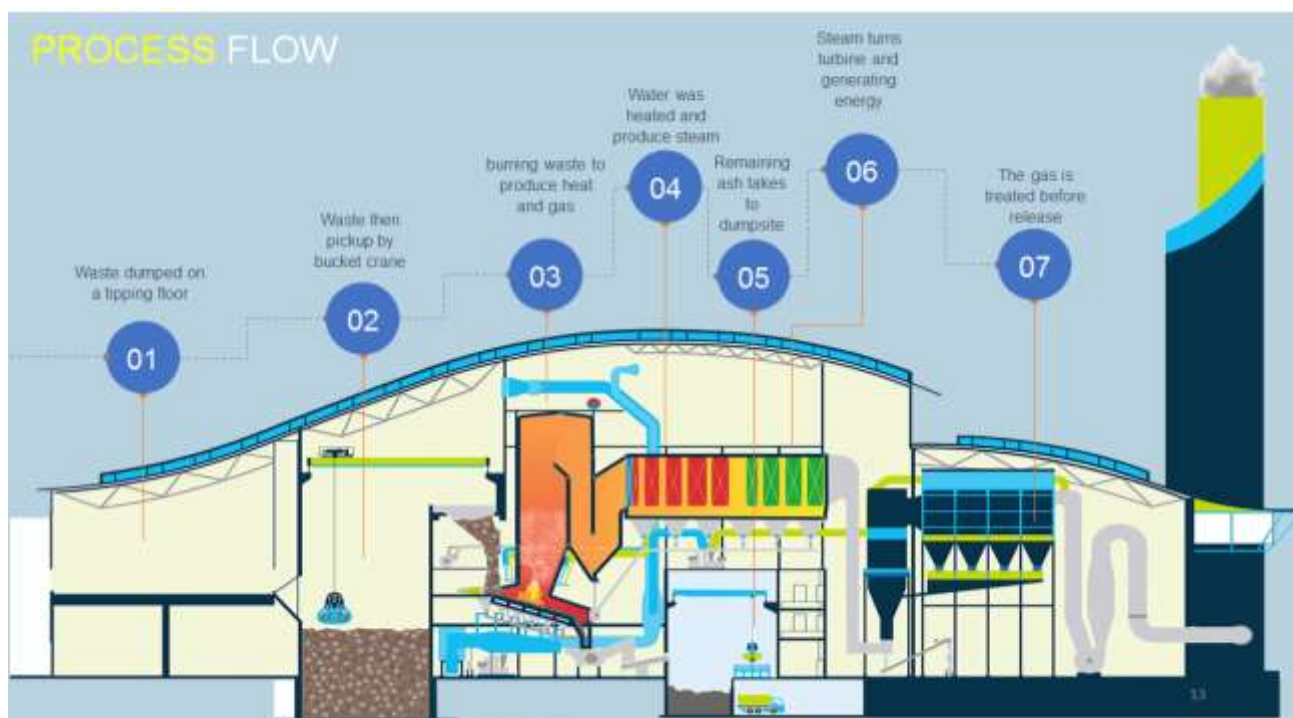 PROCESS FLOW
01
Waste dumped on
a tipping floor
02
Waste then
pickup by
bucket crane
03
burning waste to
produce heat
and gas
04
Water was
heated and
produce steam
05
Remaining
ash takes
to
dumpsite
06
Steam turns
turbine and
generating
energy
07
The gas is
treated before
release
13